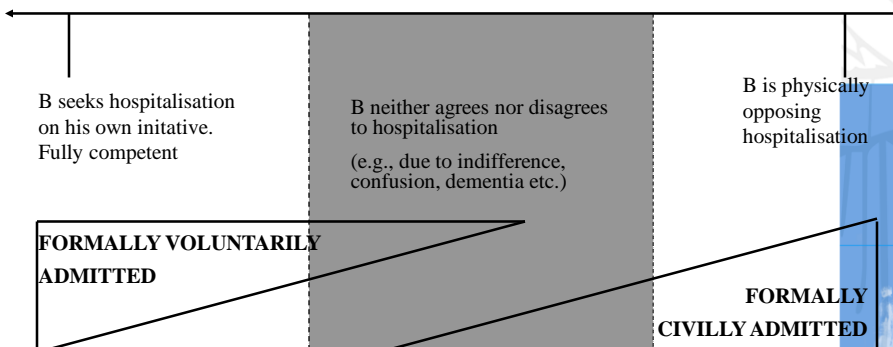 B seeks hospitalisation
on his own initative.
Fully competent
B neither agrees nor disagrees
to hospitalisation
(e.g., due to indifference,
confusion, dementia etc.)
B is physically
opposing
hospitalisation
FORMALLY VOLUNTARILY
ADMITTED
FORMALLY
CIVILLY ADMITTED